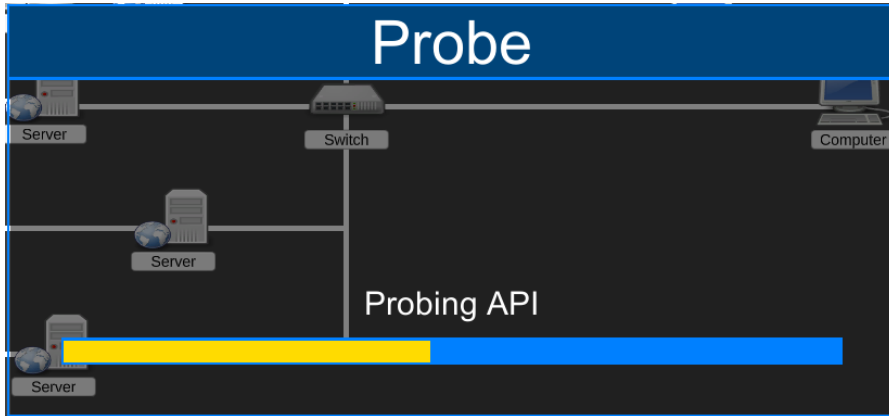 Probe
Server
Switch
Computer
Server
Probing API
Server